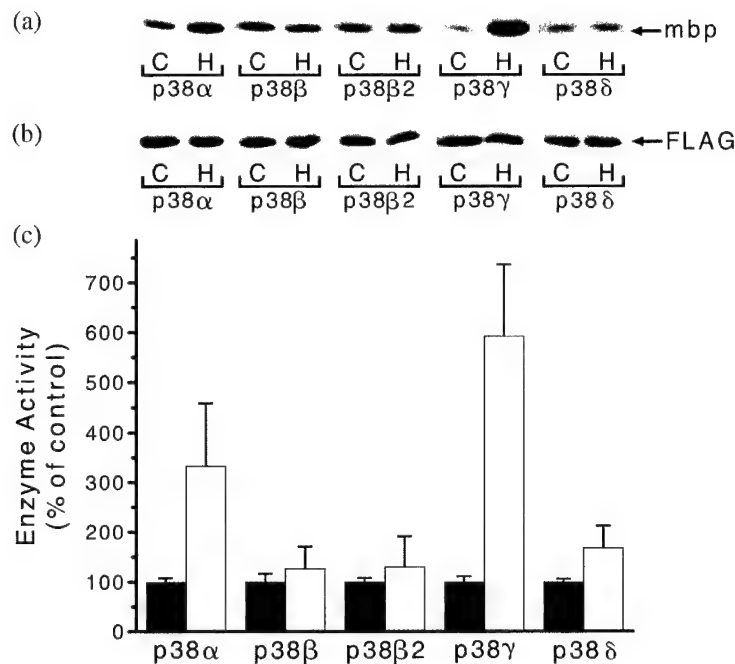 (a)
mbp
C H C H C H C H C H
p38α p38β p38β2 p38γ p38δ
(b)
FLAG
C H C H C H C H C H
p38α p38β p38β2 p38γ p38δ
(c)
Enzyme Activity
(% of control)
700
600
500
400
300
200
100
0
p38α p38β p38β2 p38γ p38δ